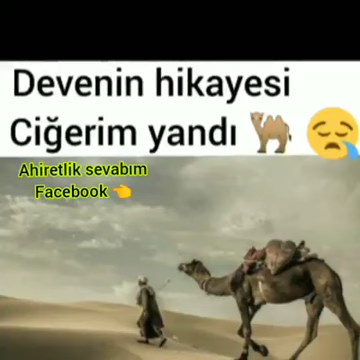 Devenin hikayesi
Ciğerim yandı 🐫 😪
Ahiretlik sevabım
Facebook 👈